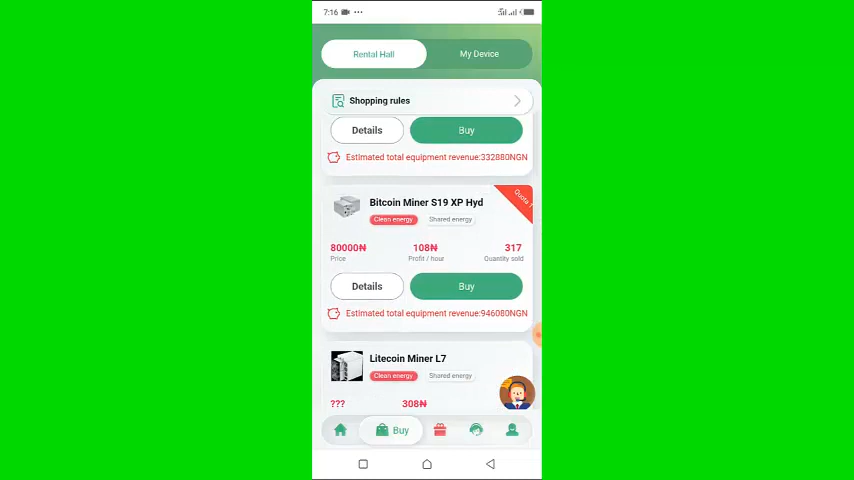 7:16
Rental Hall
My Device
Shopping rules
Details
Buy
Estimated total equipment revenue:332880NGN
Bitcoin Miner S19 XP Hyd
Quota 1
Clean energy
Shared energy
80000₦
108₦
317
Price
Profit / hour
Quantity sold
Details
Buy
Estimated total equipment revenue:946080NGN
Litecoin Miner L7
Clean energy
Shared energy
???
308₦
Buy